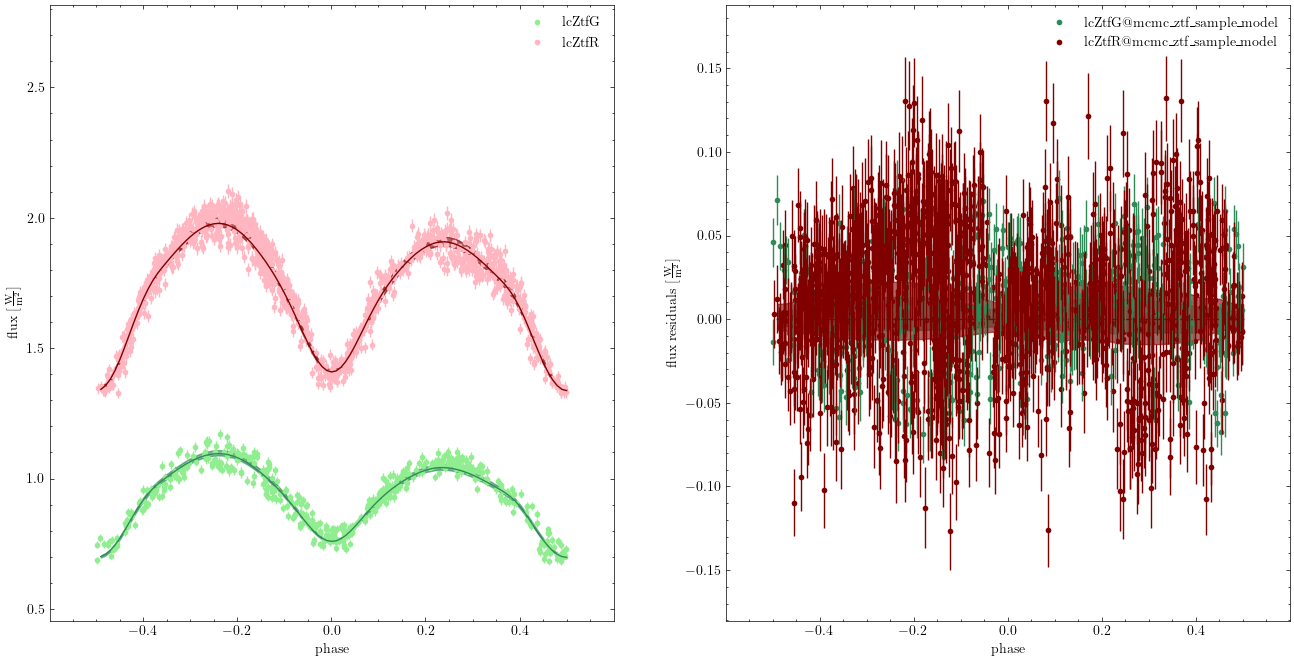 lcZtfG
lcZtfR
2.5
2.0
1.5
1.0
0.5
flux [W/m²]
−0.4 −0.2 0.0 0.2 0.4
phase
lcZtfG@mcmc_ztf_sample_model
lcZtfR@mcmc_ztf_sample_model
0.15
0.10
0.05
0.00
−0.05
−0.10
−0.15
flux residuals [W/m²]
−0.4 −0.2 0.0 0.2 0.4
phase